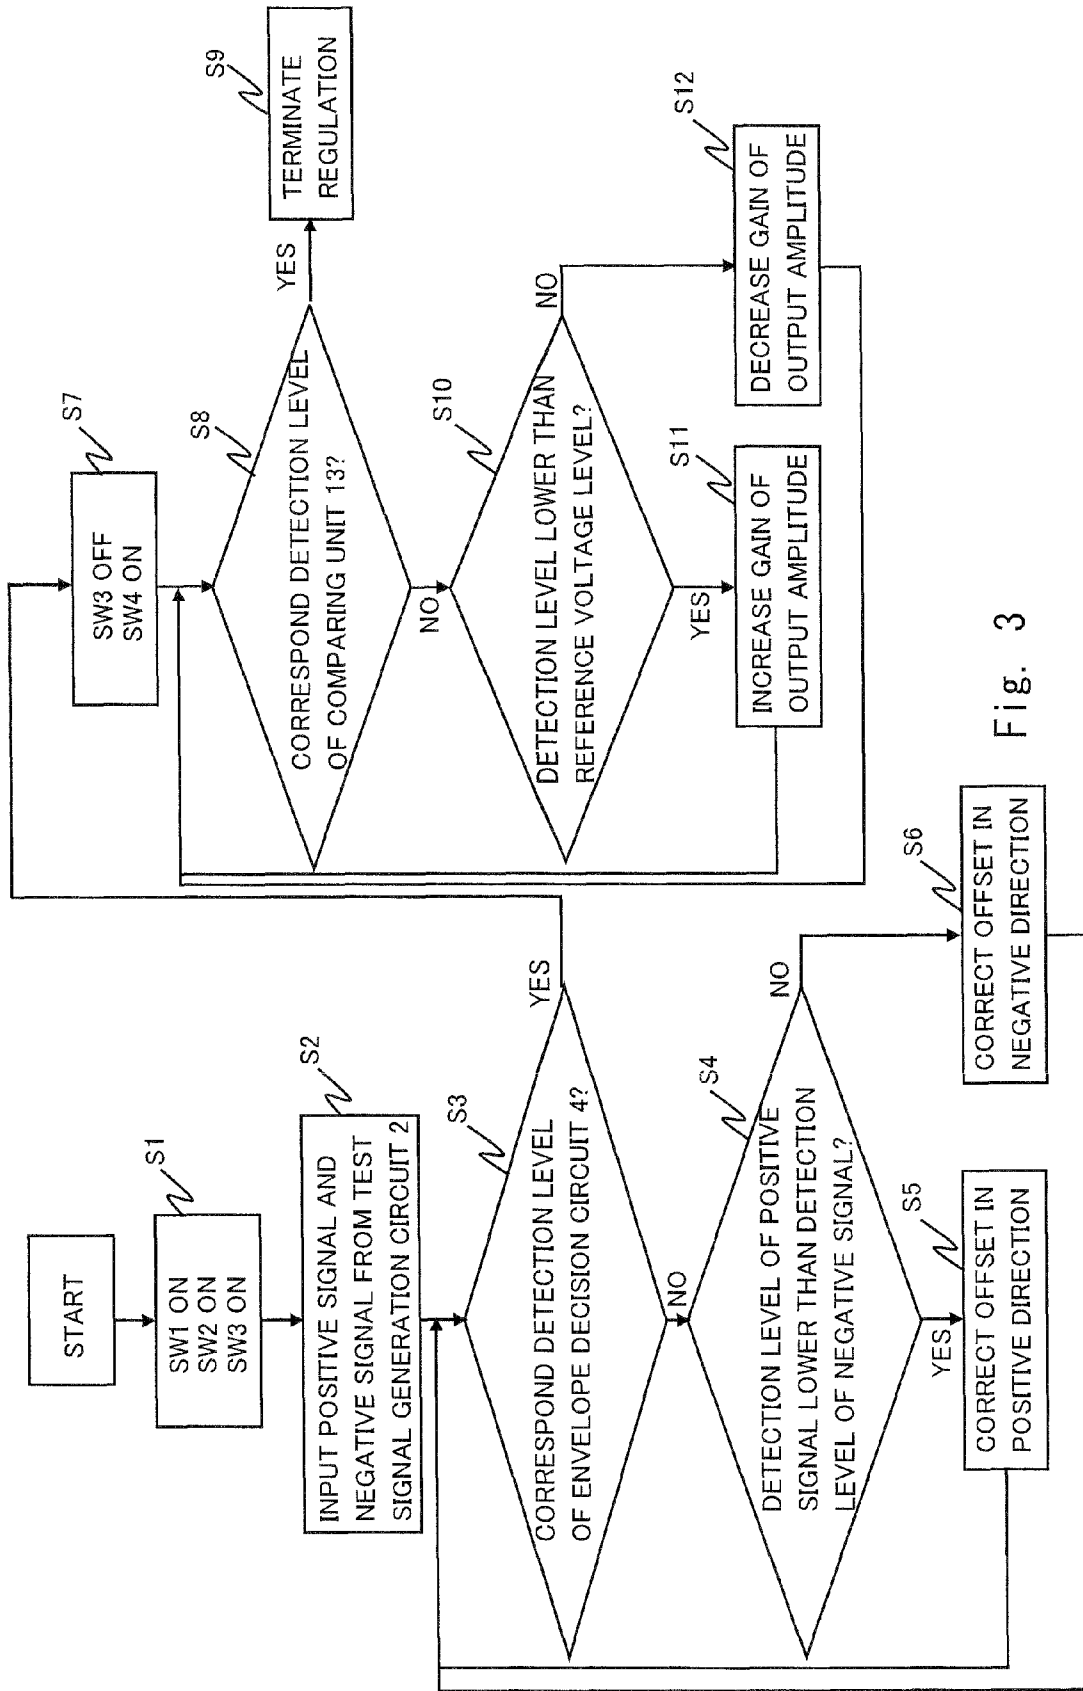 START
S1
SW1 ON
SW2 ON
SW3 ON
S2
INPUT POSITIVE SIGNAL AND
NEGATIVE SIGNAL FROM TEST
SIGNAL GENERATION CIRCUIT 2
S3
CORRESPOND DETECTION LEVEL
OF ENVELOPE DECISION CIRCUIT 4?
YES
NO
S4
DETECTION LEVEL OF POSITIVE
SIGNAL LOWER THAN DETECTION
LEVEL OF NEGATIVE SIGNAL?
NO
YES
S5
CORRECT OFFSET IN
POSITIVE DIRECTION
S6
CORRECT OFFSET IN
NEGATIVE DIRECTION
S7
SW3 OFF
SW4 ON
S8
CORRESPOND DETECTION LEVEL
OF COMPARING UNIT 13?
YES
NO
S9
TERMINATE
REGULATION
S10
DETECTION LEVEL LOWER THAN
REFERENCE VOLTAGE LEVEL?
NO
YES
S11
INCREASE GAIN OF
OUTPUT AMPLITUDE
S12
DECREASE GAIN OF
OUTPUT AMPLITUDE
Fig. 3